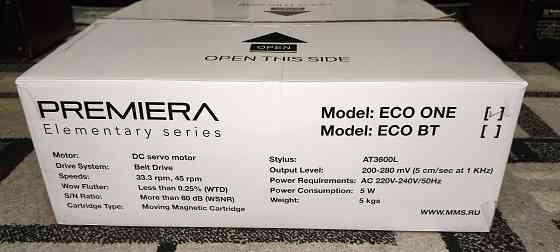 OPEN
OPEN THIS SIDE
PREMIERA
Elementary series
Model: ECO ONE [✓]
Model: ECO BT [ ]
Motor: DC servo motor
Drive System: Belt Drive
Speeds: 33.3 rpm, 45 rpm
Wow Flutter: Less than 0.25% (WTD)
S/N Ratio: More than 60 dB (WSNR)
Cartridge Type: Moving Magnetic Cartridge
Stylus: AT3600L
Output Level: 200-280 mV (5 cm/sec at 1 KHz)
Power Requirements: AC 220V-240V/50Hz
Power Consumption: 5 W
Weight: 5 kgs
WWW.MMS.RU